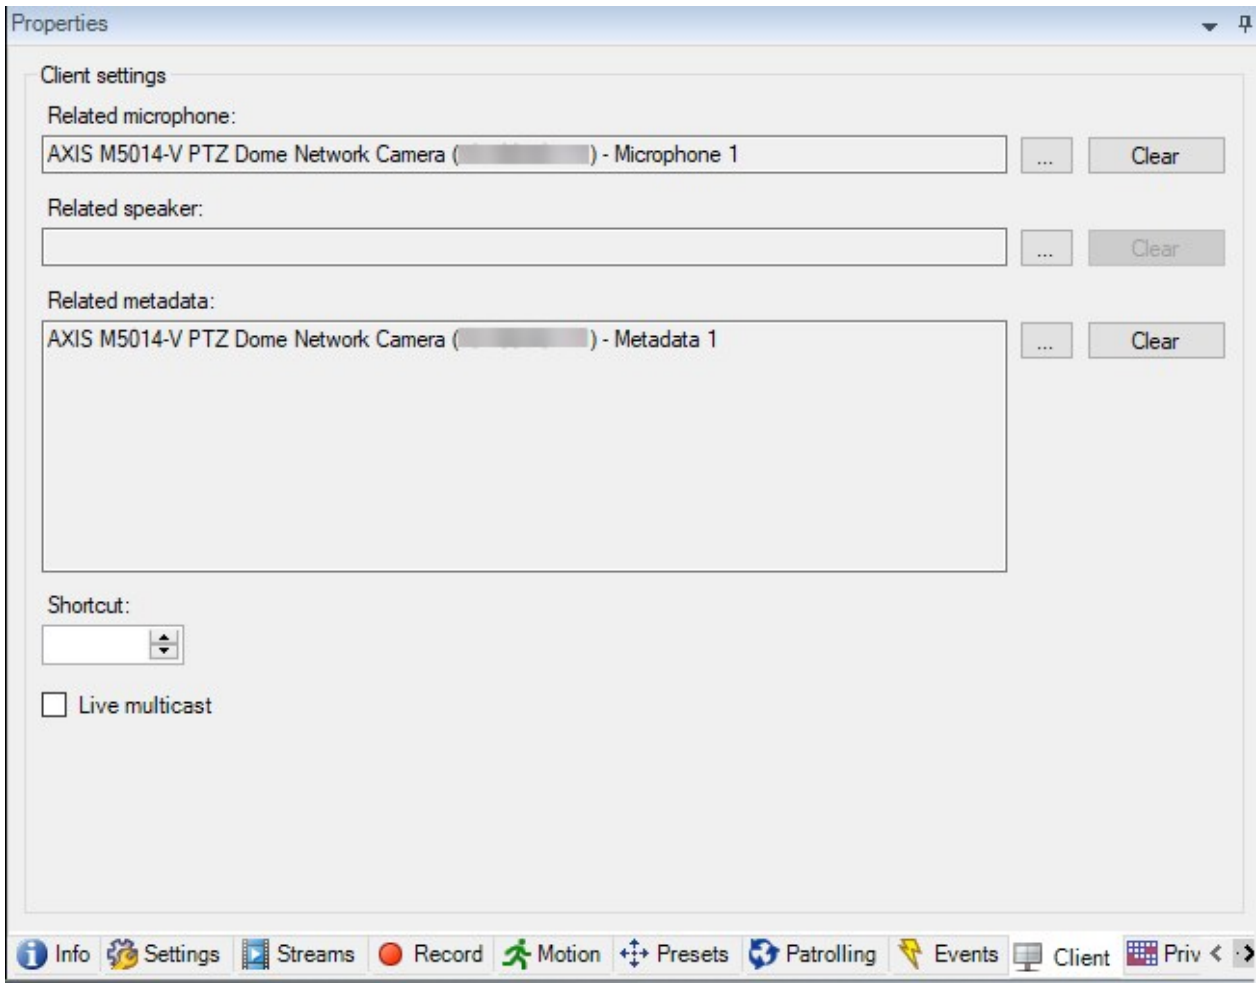 Properties
Client settings
Related microphone:
AXIS M5014-V PTZ Dome Network Camera ( ) - Microphone 1
... Clear
Related speaker:
... Clear
Related metadata:
AXIS M5014-V PTZ Dome Network Camera ( ) - Metadata 1
... Clear
Shortcut:
Live multicast
Info Settings Streams Record Motion Presets Patrolling Events Client Priv